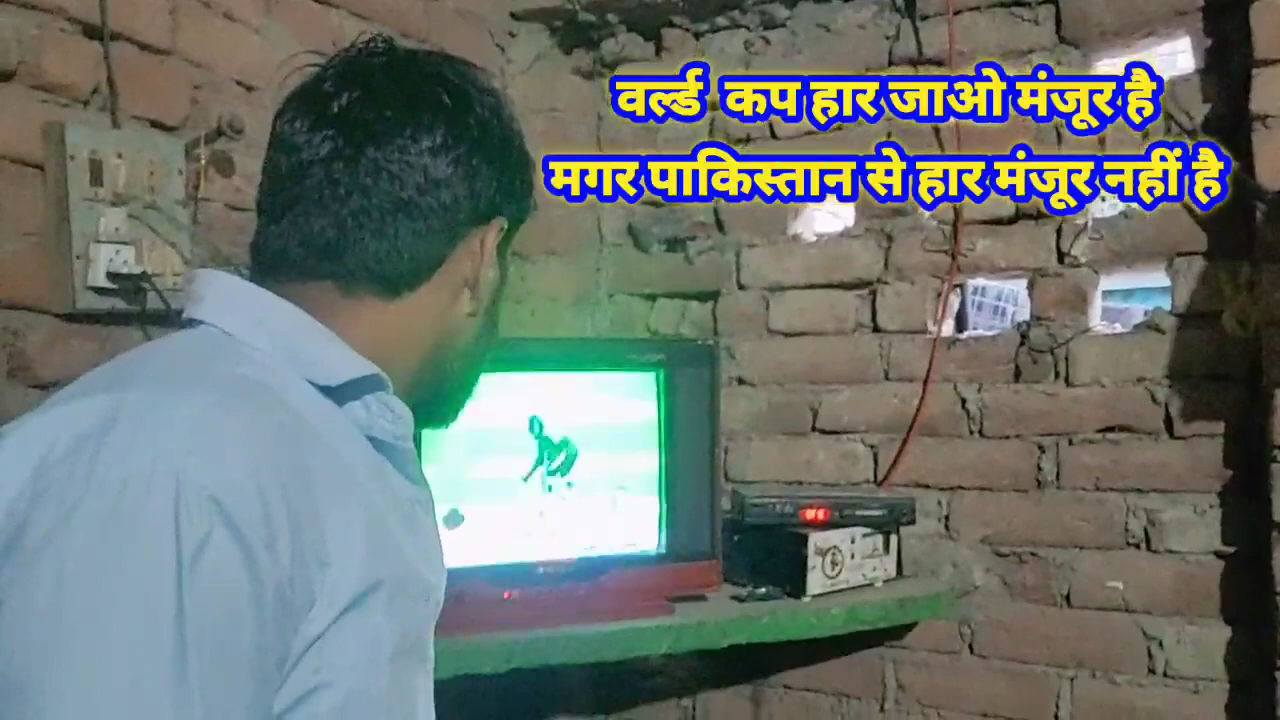 वर्ल्ड कप हार जाओ मंजूर है
मगर पाकिस्तान से हार मंजूर नहीं है